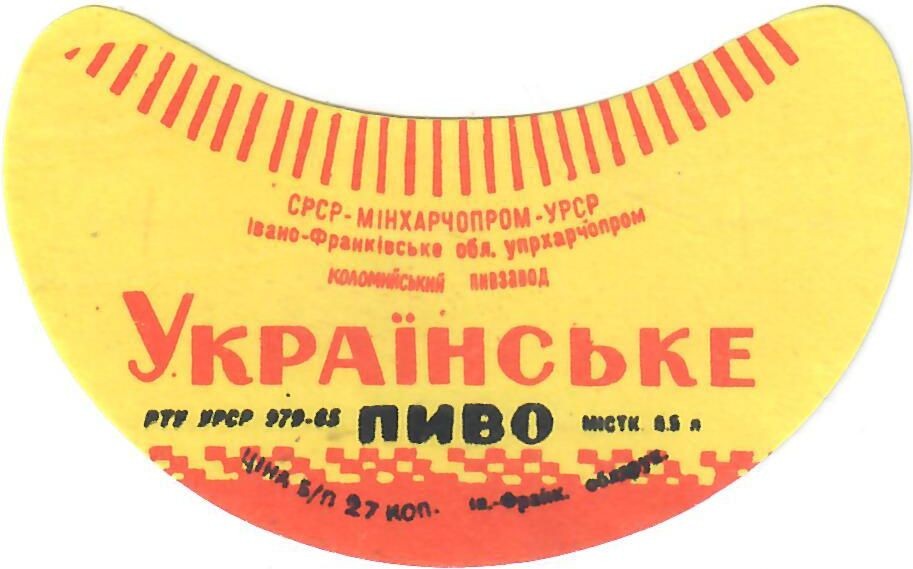 СРСР-МІНХАРЧОПРОМ-УРСР
Івано-Франківське обл. упрхарчопром
КОЛОМИЙСЬКИЙ ПИВЗАВОД
УКРАЇНСЬКЕ
РТУ УРСР 979-65 ПИВО МІСТК. 0.5 л
ЦІНА Б/П 27 КОП. Ів.-Франк.